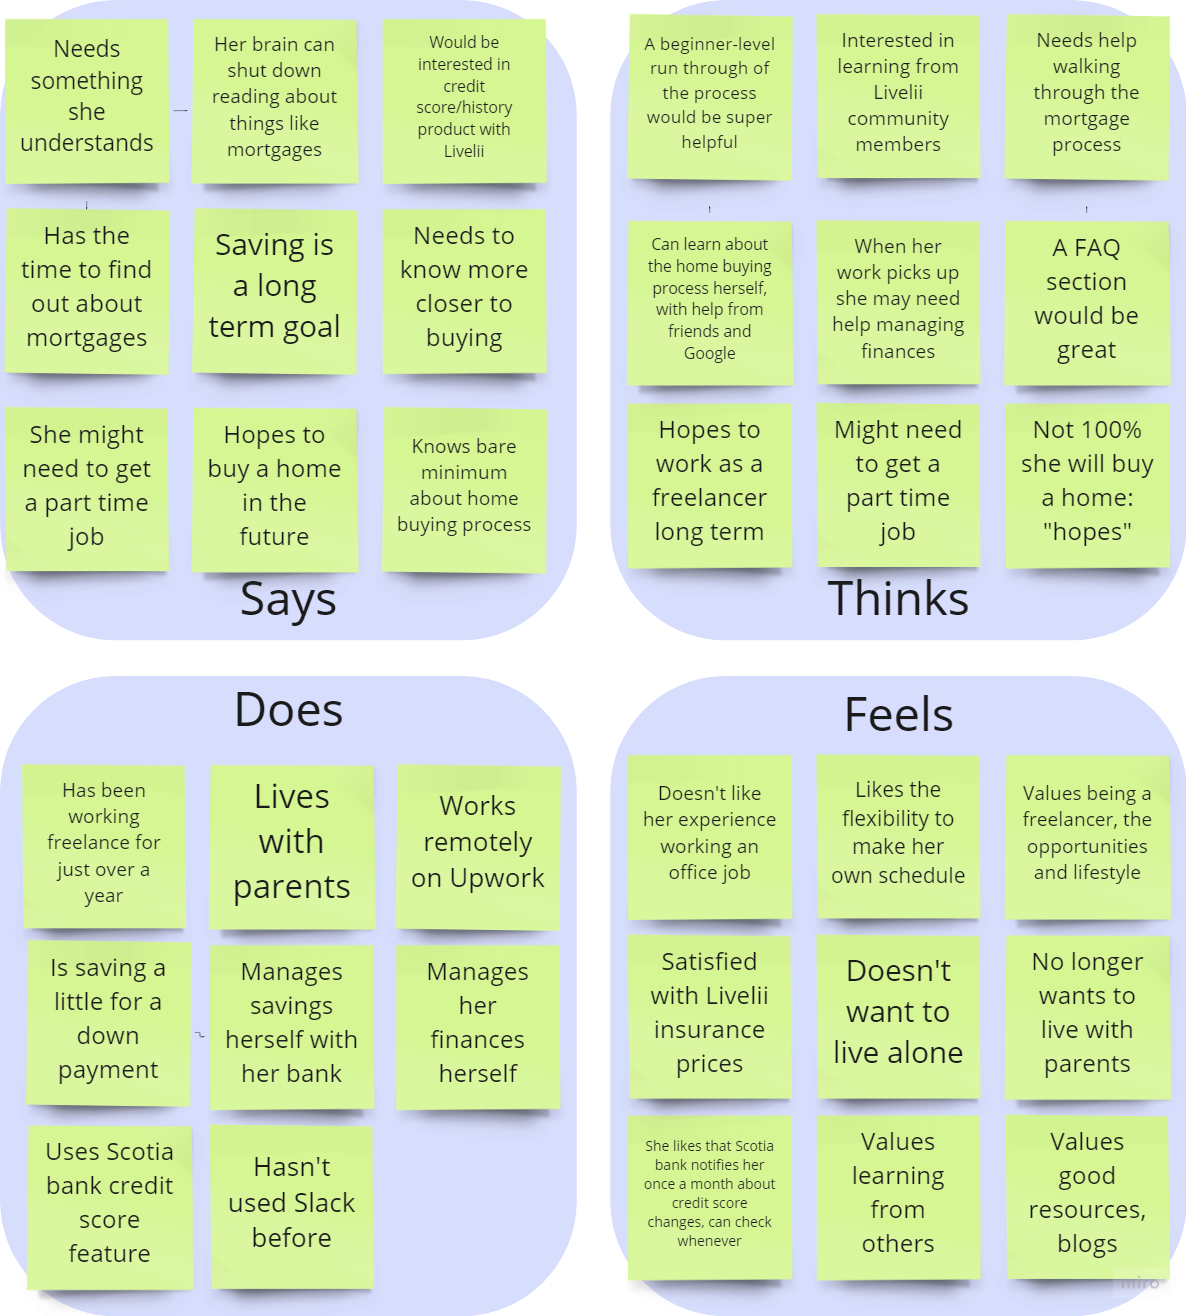 Needs
something
she
understands
Her brain can
shut down
reading about
things like
mortgages
Would be
interested in
credit
score/history
product with
Livelii
Has the
time to find
out about
mortgages
Saving is
a long
term goal
Needs to
know more
closer to
buying
She might
need to get
a part time
job
Hopes to
buy a home
in the
future
Knows bare
minimum
about home
buying process
Says
A beginner-level
run through of
the process
would be super
helpful
Interested in
learning from
Livelii
community
members
Needs help
walking
through the
mortgage
process
Can learn about
the home buying
process herself,
with help from
friends and
Google
When her
work picks up
she may need
help managing
finances
A FAQ
section
would be
great
Hopes to
work as a
freelancer
long term
Might need
to get a
part time
job
Not 100%
she will buy
a home:
"hopes"
Thinks
Does
Has been
working
freelance for
just over a
year
Lives
with
parents
Works
remotely
on Upwork
Is saving a
little for a
down
payment
Manages
savings
herself with
her bank
Manages
her
finances
herself
Uses Scotia
bank credit
score
feature
Hasn't
used Slack
before
Feels
Doesn't like
her experience
working an
office job
Likes the
flexibility to
make her
own schedule
Values being a
freelancer, the
opportunities
and lifestyle
Satisfied
with Livelii
insurance
prices
Doesn't
want to
live alone
No longer
wants to
live with
parents
She likes that Scotia
bank notifies her
once a month about
credit score
changes, can check
whenever
Values
learning
from
others
Values
good
resources,
blogs
miro